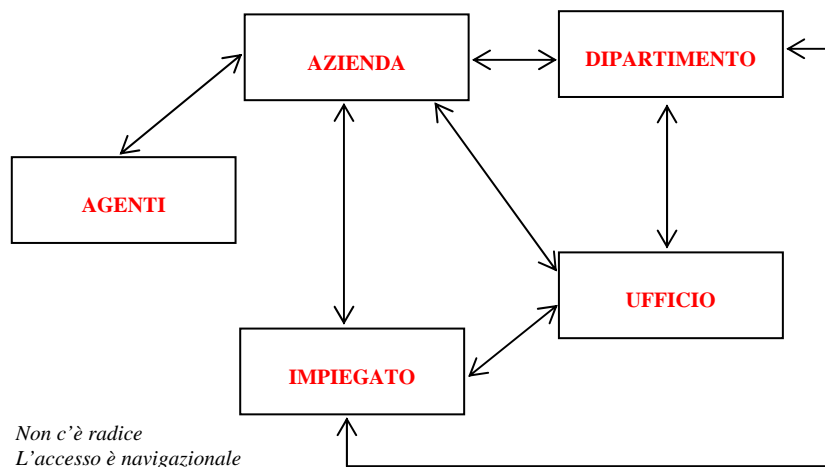 AZIENDA
DIPARTIMENTO
AGENTI
UFFICIO
IMPIEGATO
Non c'è radice
L'accesso è navigazionale